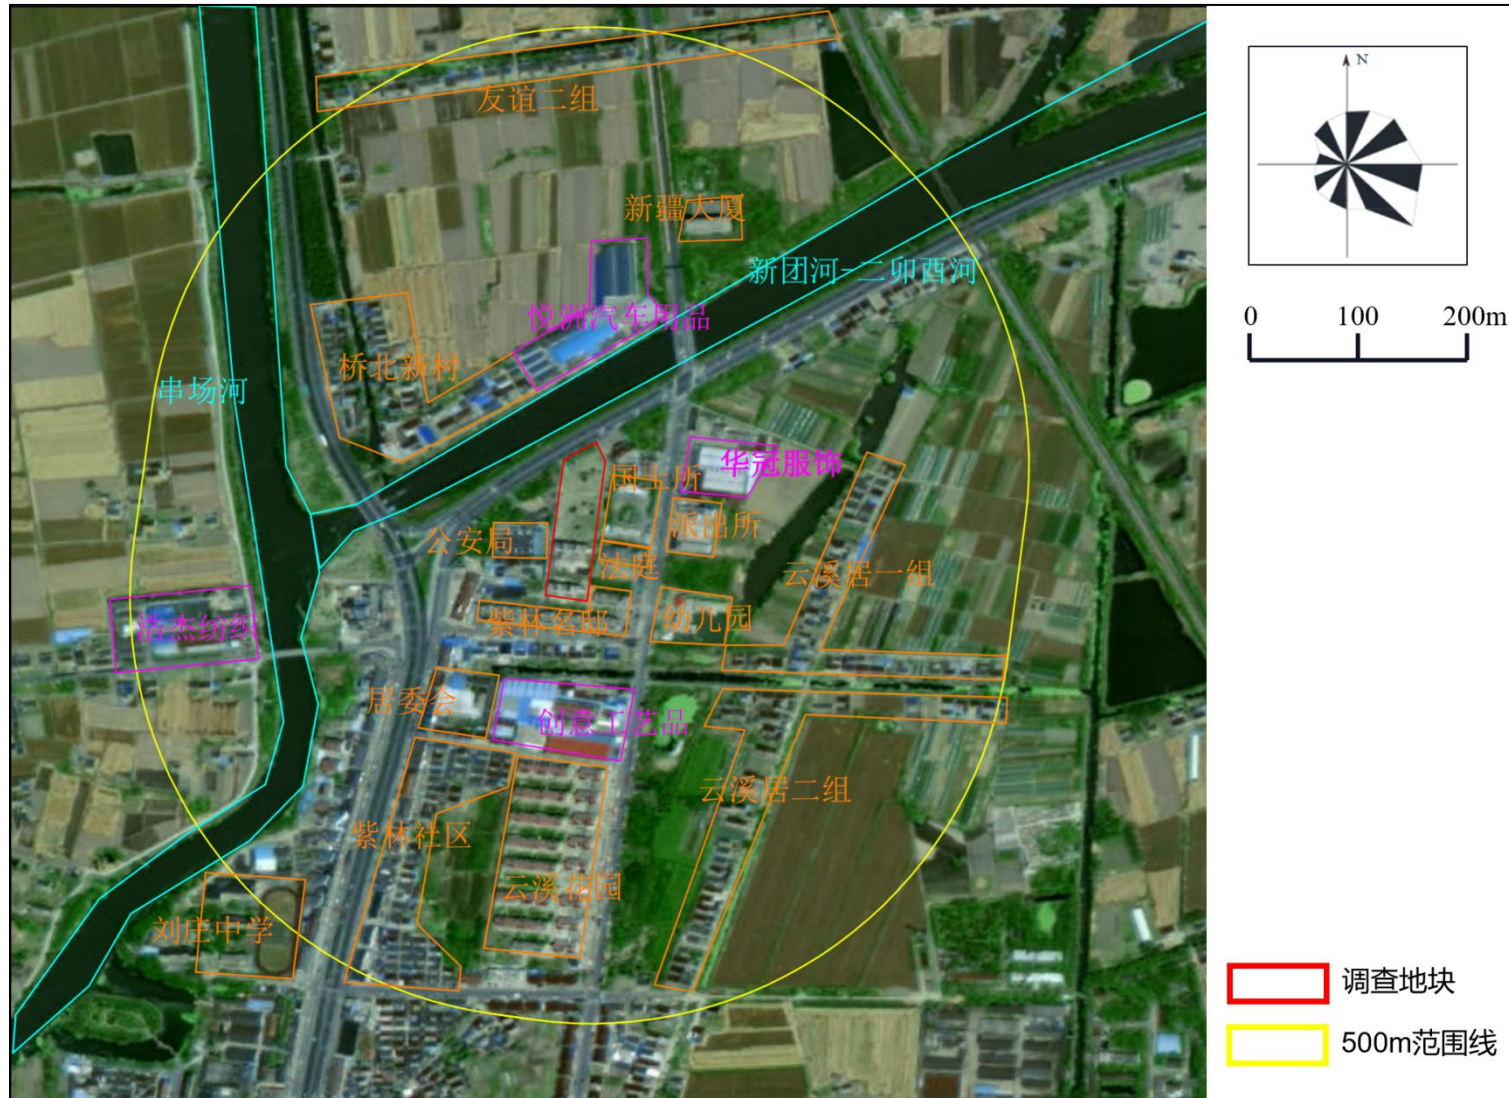 友谊二组
N
新疆大厦
新团河-二卯酉河
悦洲汽车用品
0 100 200m
桥北新村
串场河
华冠服饰
国土所
派出所
公安局
法庭
云溪居一组
浩杰纺织
紫林名邸
幼儿园
居委会
创意工艺品
云溪居二组
紫林社区
云溪花园
刘庄中学
调查地块
500m范围线